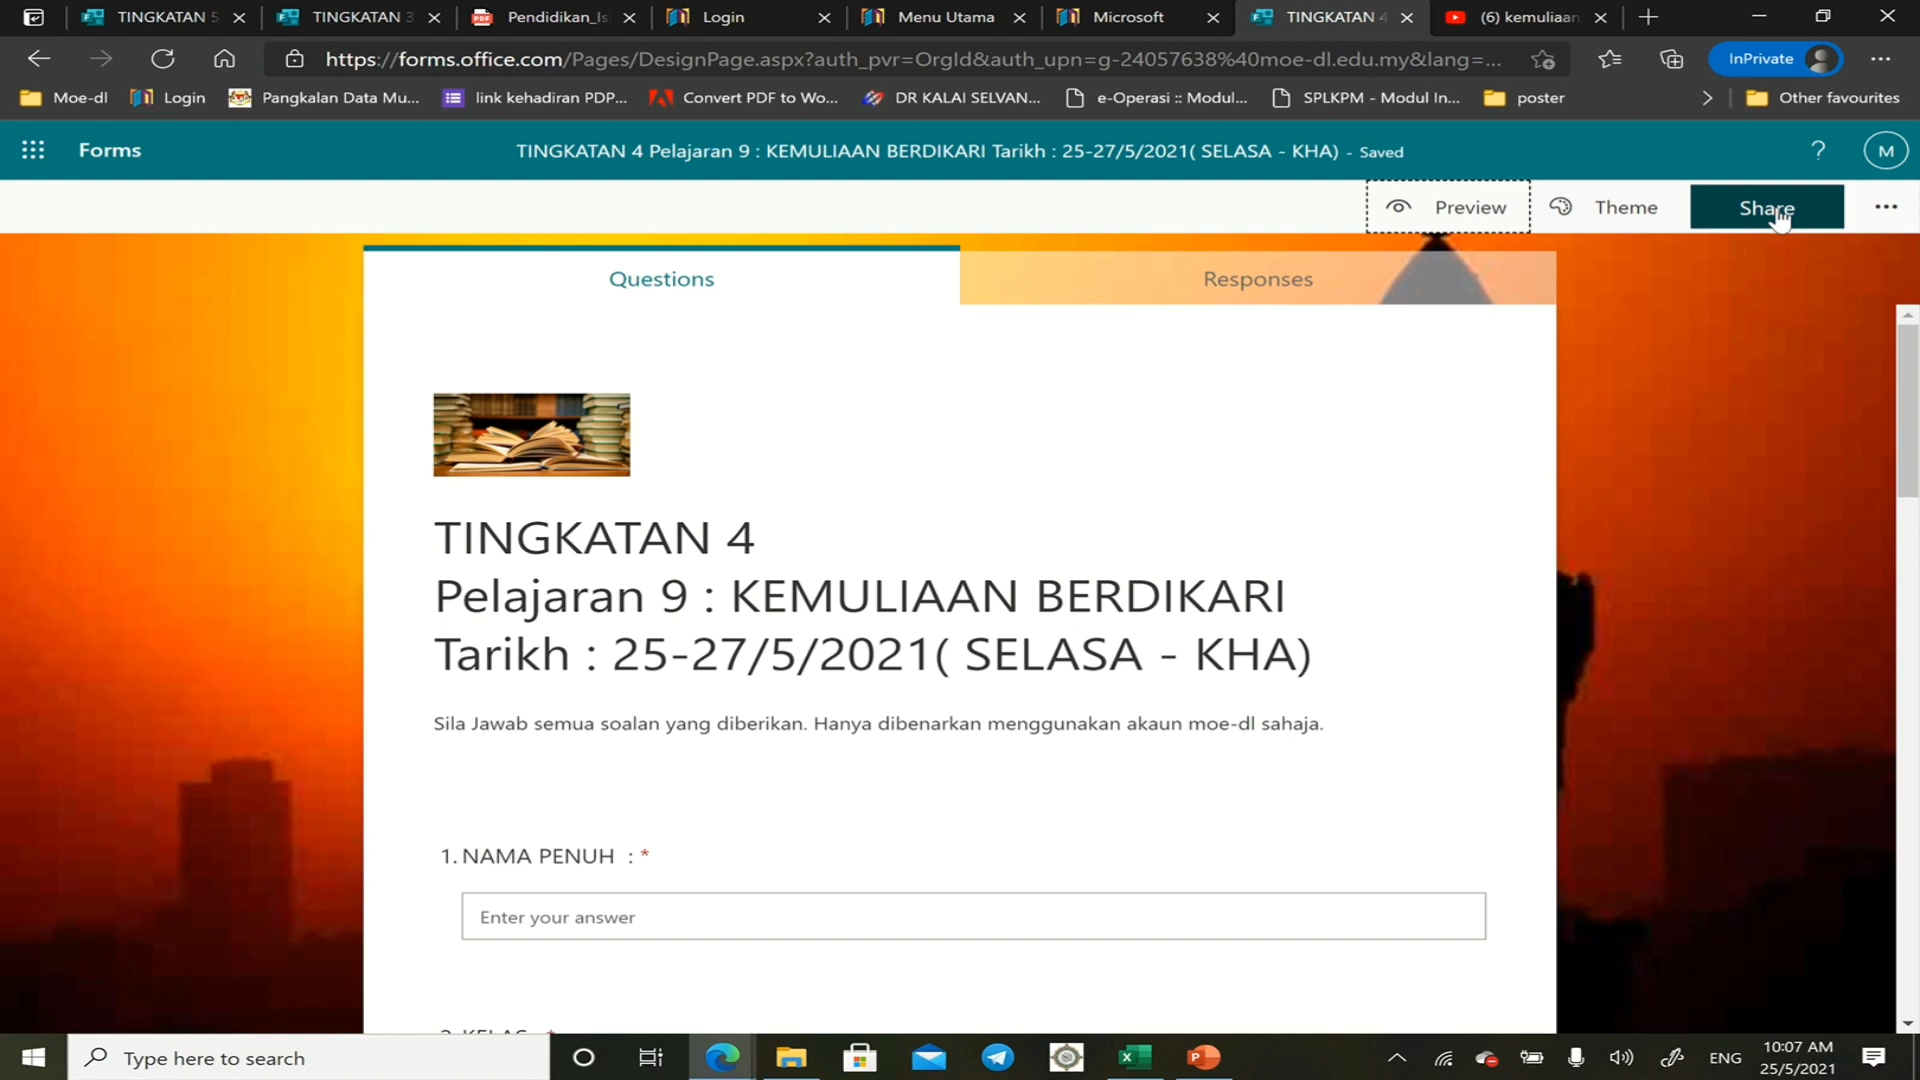 TINGKATAN 5
TINGKATAN 3
Pendidikan_Is
Login
Menu Utama
Microsoft
TINGKATAN 4
(6) kemuliaan
https://forms.office.com/Pages/DesignPage.aspx?auth_pvr=OrgId&auth_upn=g-24057638%40moe-dl.edu.my&lang=...
InPrivate
Moe-dl
Login
Pangkalan Data Mu...
link kehadiran PDP...
Convert PDF to Wo...
DR KALAI SELVAN...
e-Operasi :: Modul...
SPLKPM - Modul In...
poster
Other favourites
Forms
TINGKATAN 4 Pelajaran 9 : KEMULIAAN BERDIKARI Tarikh : 25-27/5/2021( SELASA - KHA) - Saved
?
M
Preview
Theme
Share
Questions
Responses
TINGKATAN 4
Pelajaran 9 : KEMULIAAN BERDIKARI
Tarikh : 25-27/5/2021( SELASA - KHA)
Sila Jawab semua soalan yang diberikan. Hanya dibenarkan menggunakan akaun moe-dl sahaja.
1. NAMA PENUH : *
Enter your answer
2. KELAS *
Type here to search
ENG
10:07 AM
25/5/2021